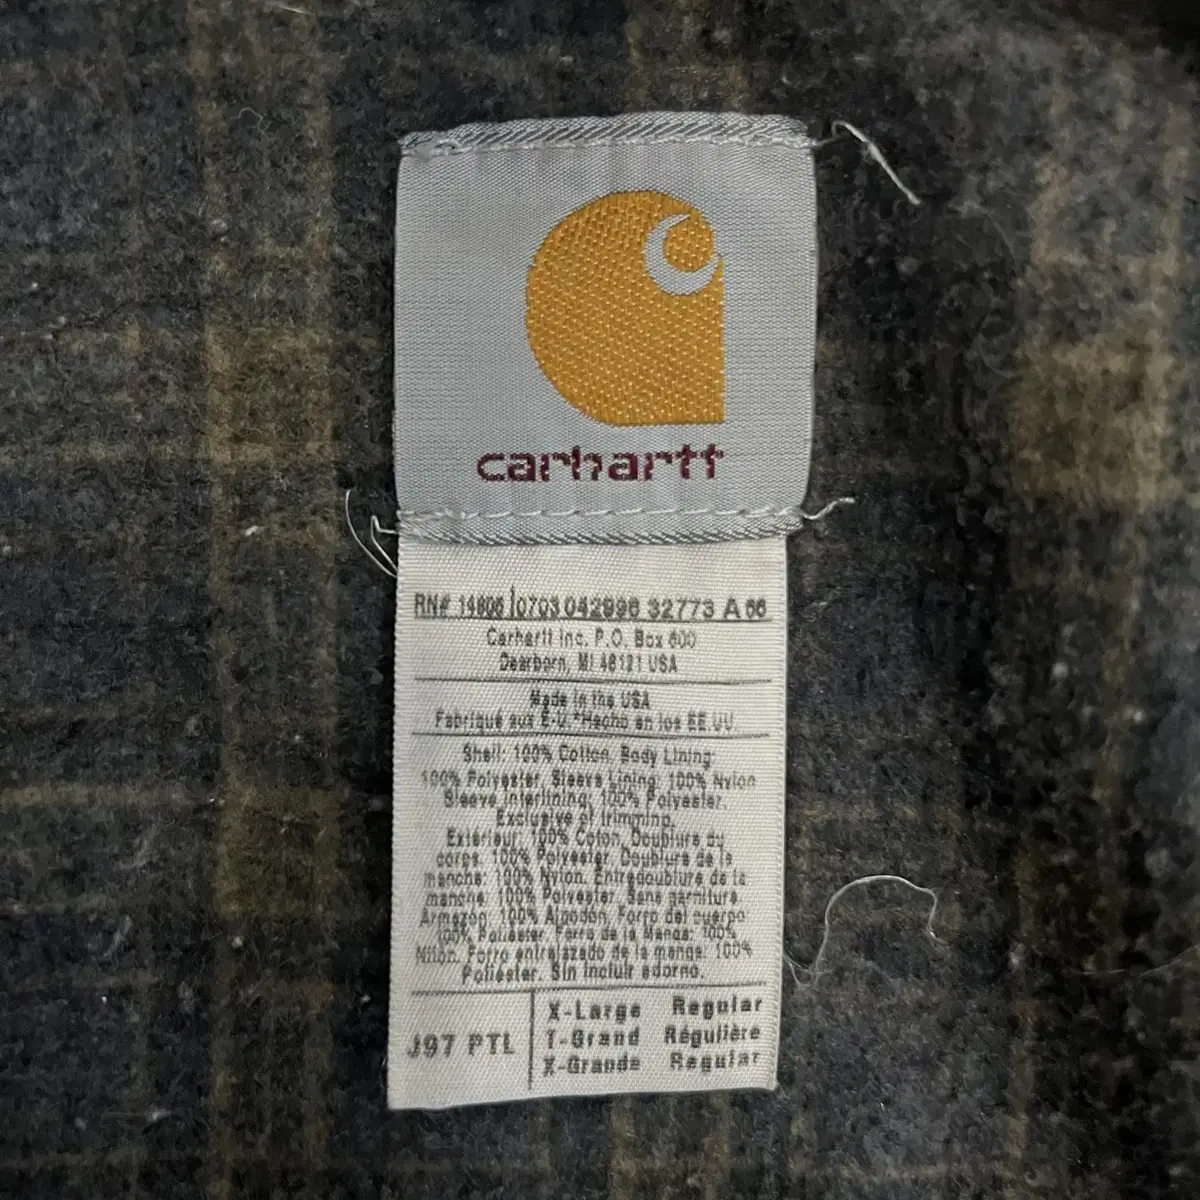 carhartt
RN# 14806 0703 042996 32773 A 66
Carhartt Inc. P.O. Box 600
Dearborn, MI 48121 USA
Made in the USA
Fabriqué aux É-U.*Hecho en los EE.UU.
Shell: 100% Cotton, Body Lining:
100% Polyester, Sleeve Lining: 100% Nylon
Sleeve Interlining, 100% Polyester.
Exclusive of trimming.
Extérieur: 100% Coton, Doublure du
corps: 100% Polyester, Doublure de la
manche: 100% Nylon. Entredoublure de la
manche: 100% Polyester. Sans garniture.
Armazón: 100% Algodón, Forro del cuerpo:
100% Poliester, Forro de la Manga: 100%
Nilon. Forro entrelazado de la manga: 100%
Poliester. Sin incluir adorno.
J97 PTL
X-Large Regular
T-Grand Régulière
X-Grande Regular